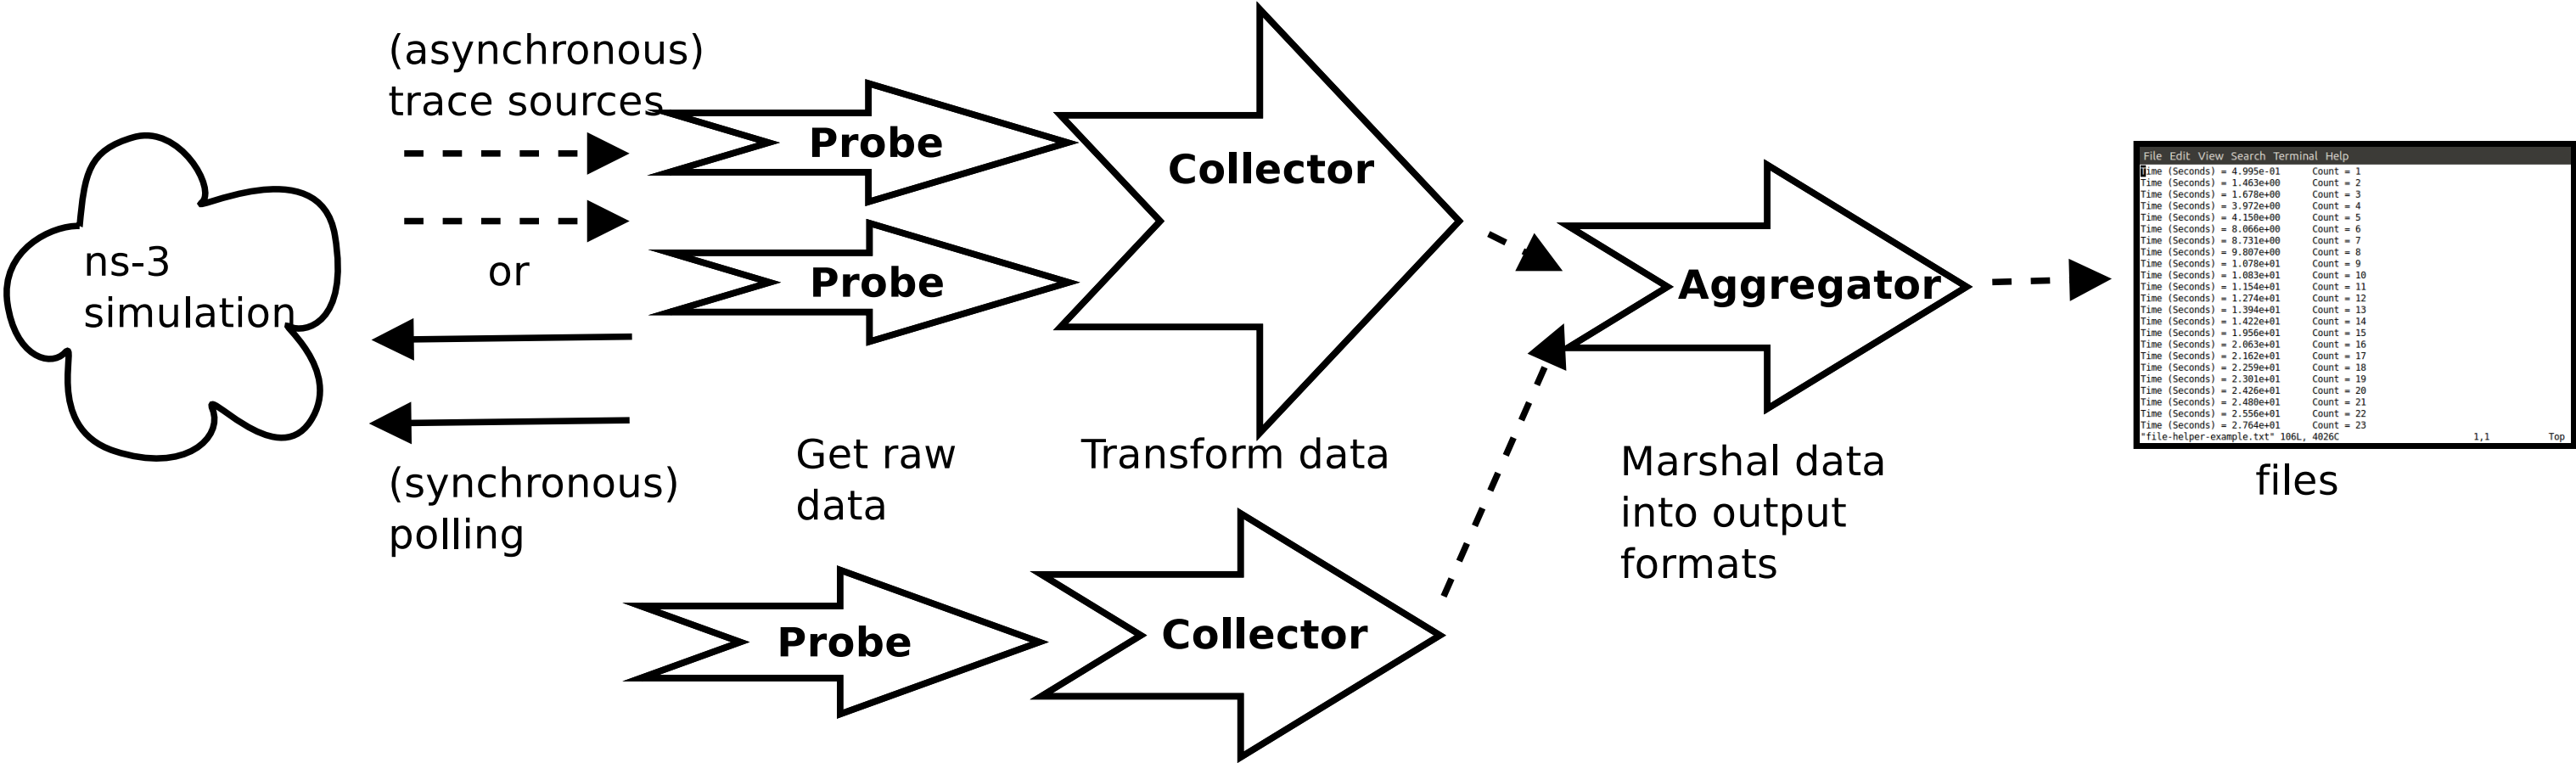 (asynchronous)
trace sources
ns-3
simulation
or
(synchronous)
polling
Probe
Probe
Collector
Get raw
data
Transform data
Probe
Collector
Aggregator
Marshal data
into output
formats
File Edit View Search Terminal Help
Time (Seconds) = 4.995e-01 Count = 1
Time (Seconds) = 1.463e+00 Count = 2
Time (Seconds) = 1.678e+00 Count = 3
Time (Seconds) = 3.972e+00 Count = 4
Time (Seconds) = 4.150e+00 Count = 5
Time (Seconds) = 8.066e+00 Count = 6
Time (Seconds) = 8.731e+00 Count = 7
Time (Seconds) = 9.807e+00 Count = 8
Time (Seconds) = 1.078e+01 Count = 9
Time (Seconds) = 1.083e+01 Count = 10
Time (Seconds) = 1.154e+01 Count = 11
Time (Seconds) = 1.274e+01 Count = 12
Time (Seconds) = 1.394e+01 Count = 13
Time (Seconds) = 1.422e+01 Count = 14
Time (Seconds) = 1.956e+01 Count = 15
Time (Seconds) = 2.063e+01 Count = 16
Time (Seconds) = 2.162e+01 Count = 17
Time (Seconds) = 2.259e+01 Count = 18
Time (Seconds) = 2.301e+01 Count = 19
Time (Seconds) = 2.426e+01 Count = 20
Time (Seconds) = 2.480e+01 Count = 21
Time (Seconds) = 2.556e+01 Count = 22
Time (Seconds) = 2.764e+01 Count = 23
"file-helper-example.txt" 106L, 4026C 1,1 Top
files